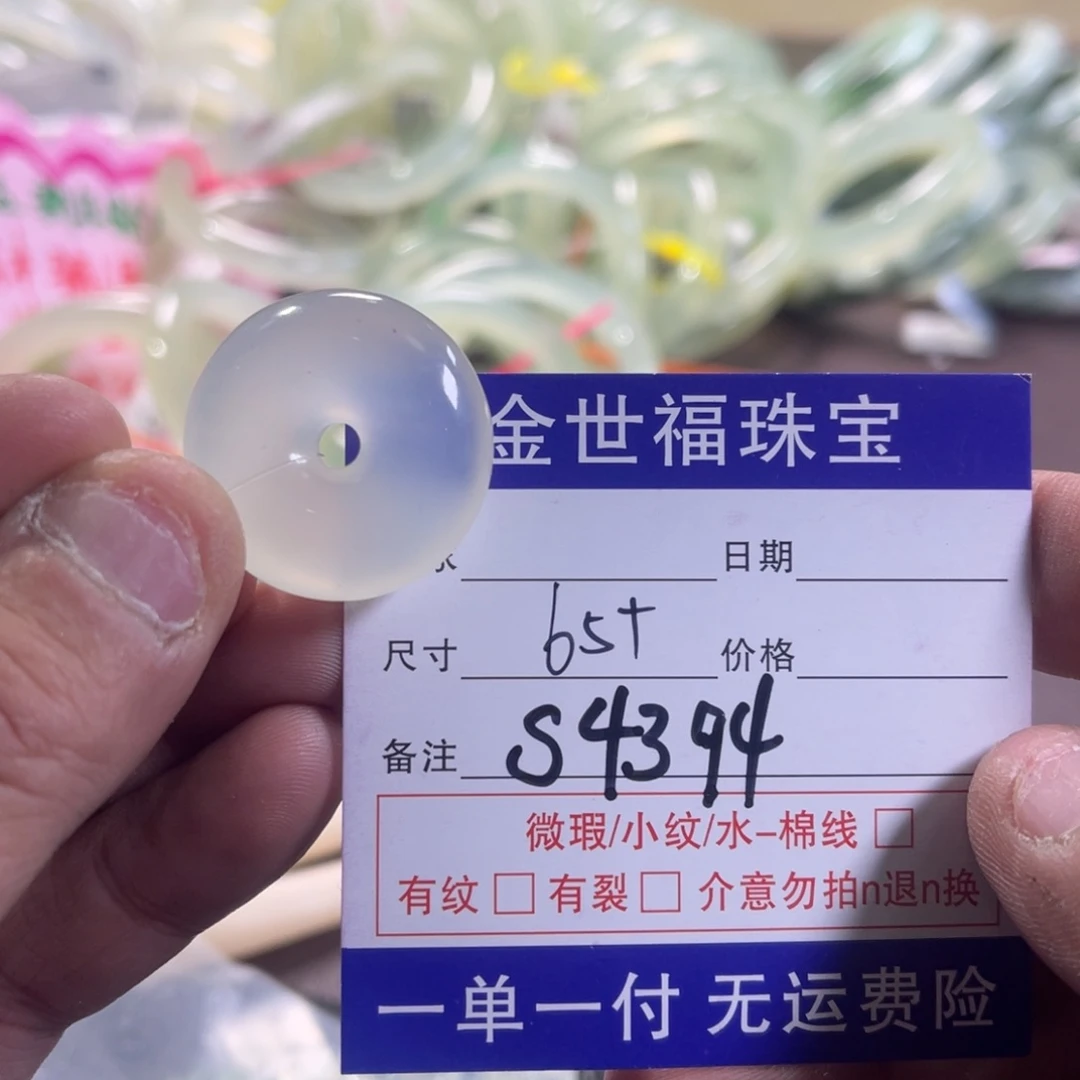 金世福珠宝
日期
尺寸 65T 价格
备注 S4394
微瑕/小纹/水-棉线 □
有纹 □ 有裂 □ 介意勿拍n退n换
一单一付 无运费险